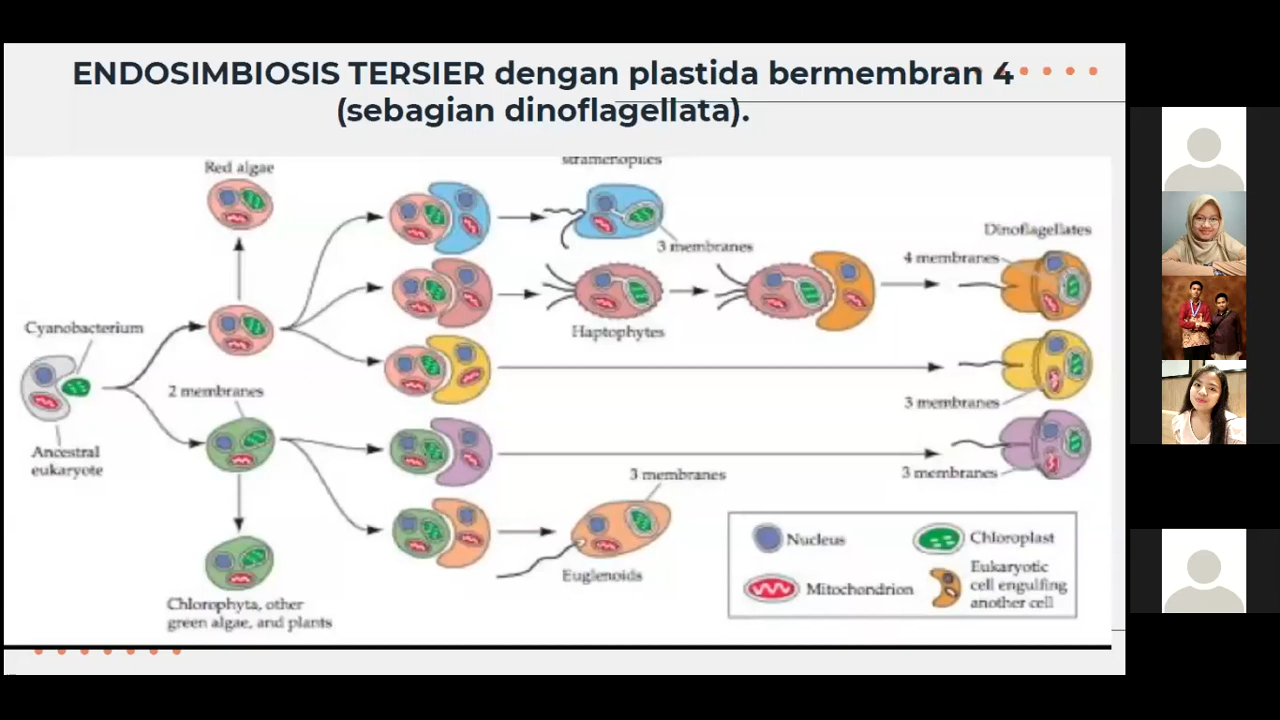 ENDOSIMBIOSIS TERSIER dengan plastida bermembran 4
(sebagian dinoflagellata).
Red algae
stramenopiles
3 membranes
Dinoflagellates
4 membranes
Cyanobacterium
Haptophytes
2 membranes
3 membranes
Ancestral
eukaryote
3 membranes
3 membranes
Euglenoids
Chlorophyta, other
green algae, and plants
Nucleus
Chloroplast
Mitochondrion
Eukaryotic
cell engulfing
another cell